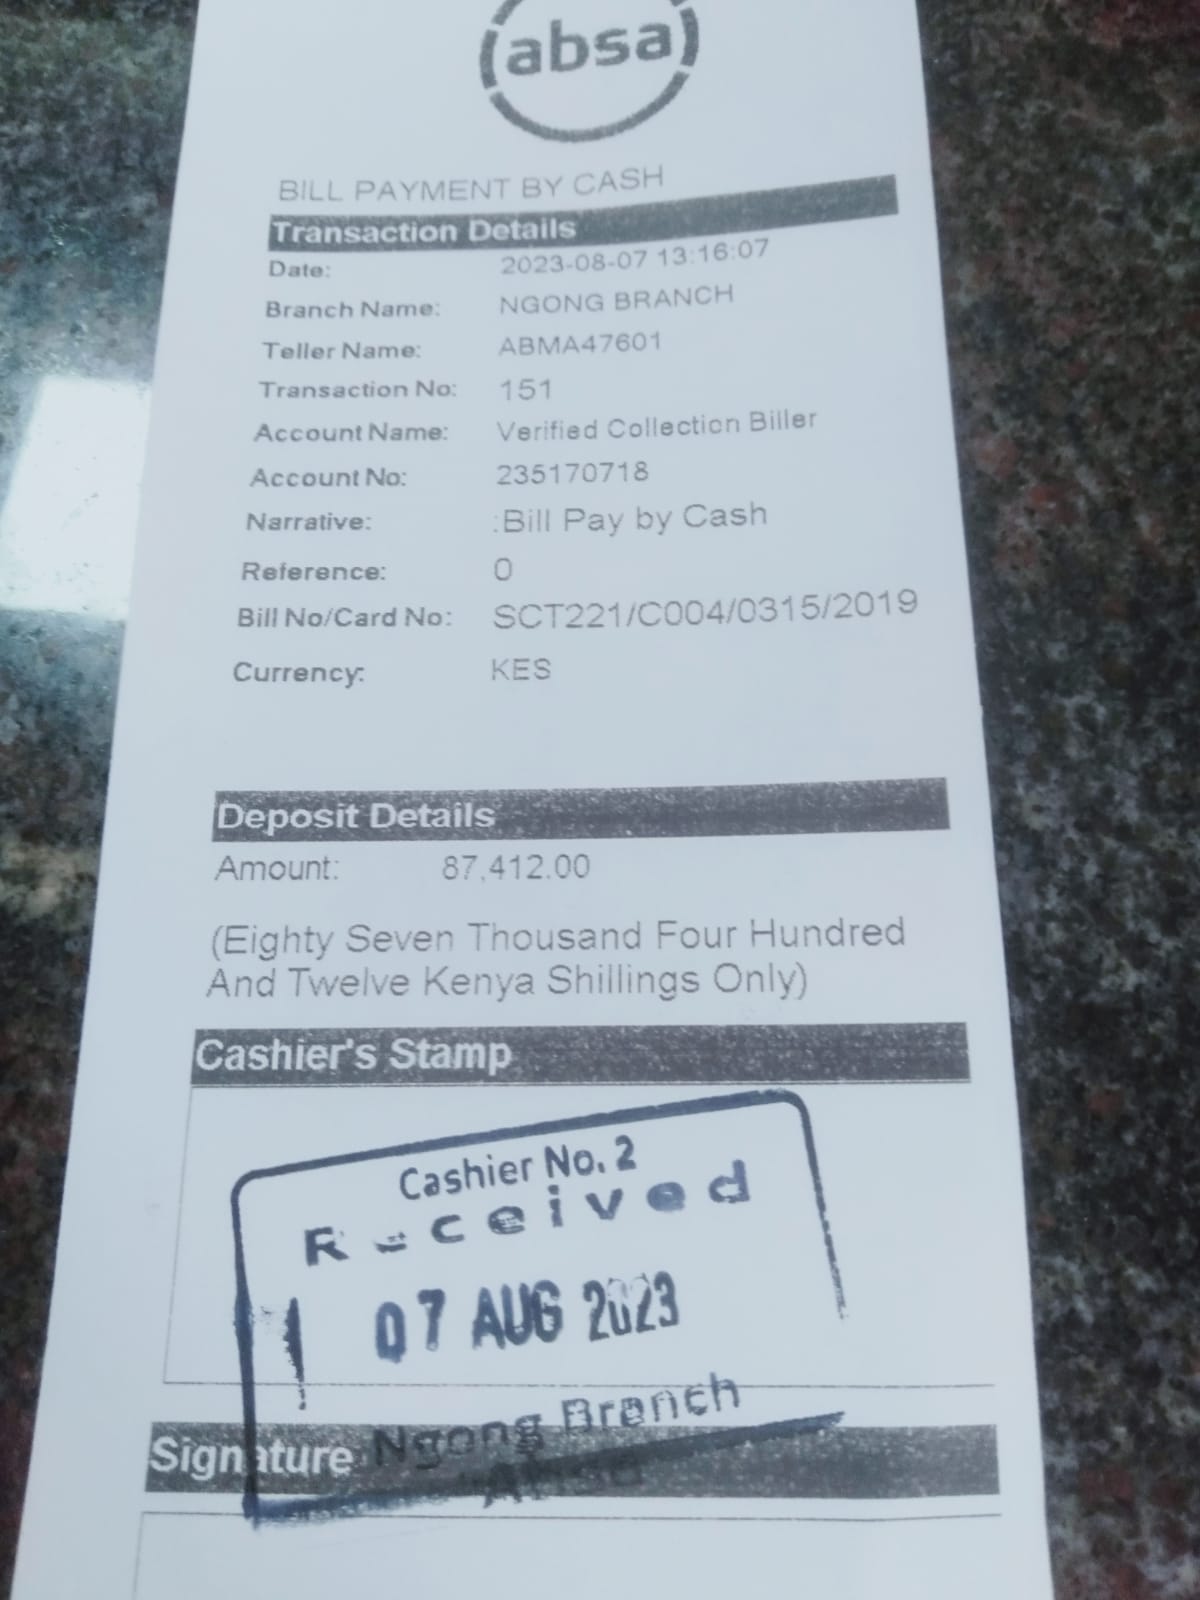 absa
BILL PAYMENT BY CASH
Transaction Details
Date: 2023-08-07 13:16:07
Branch Name: NGONG BRANCH
Teller Name: ABMA47601
Transaction No: 151
Account Name: Verified Collection Biller
Account No: 235170718
Narrative: :Bill Pay by Cash
Reference: 0
Bill No/Card No: SCT221/C004/0315/2019
Currency: KES
Deposit Details
Amount: 87,412.00
(Eighty Seven Thousand Four Hundred
And Twelve Kenya Shillings Only)
Cashier's Stamp
Cashier No. 2
Received
07 AUG 2023
Ngong Branch
Signature